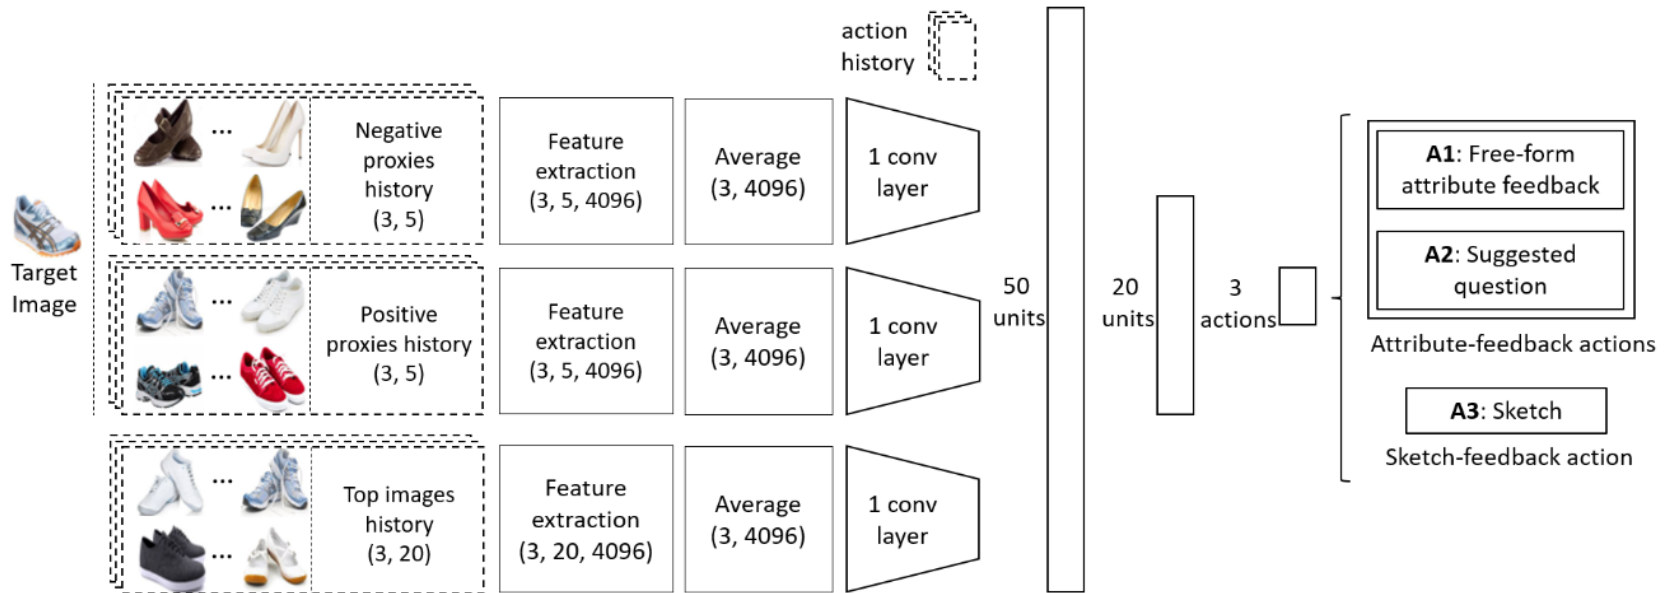 action
history
Target
Image
Negative
proxies
history
(3, 5)
Feature
extraction
(3, 5, 4096)
Average
(3, 4096)
1 conv
layer
Positive
proxies history
(3, 5)
Feature
extraction
(3, 5, 4096)
Average
(3, 4096)
1 conv
layer
Top images
history
(3, 20)
Feature
extraction
(3, 20, 4096)
Average
(3, 4096)
1 conv
layer
50
units
20
units
3
actions
A1: Free-form
attribute feedback
A2: Suggested
question
Attribute-feedback actions
A3: Sketch
Sketch-feedback action